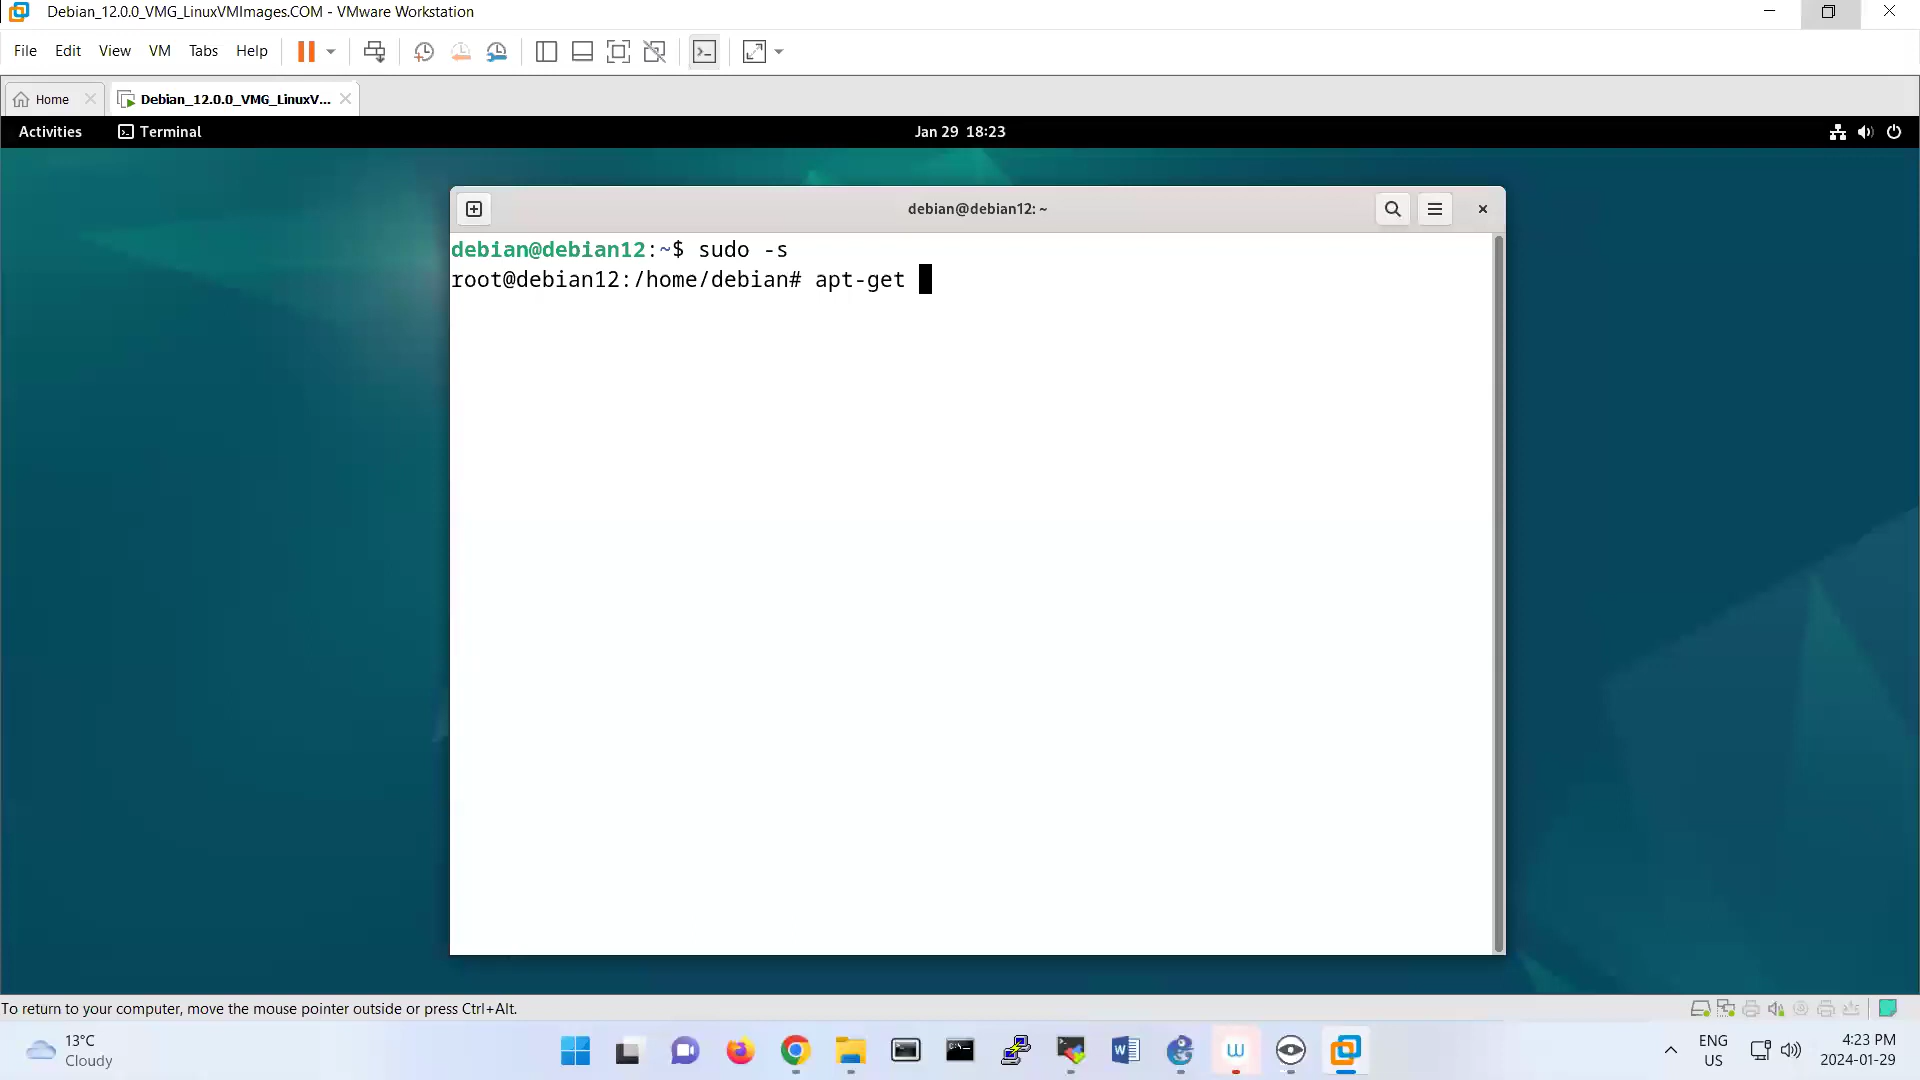 Debian_12.0.0_VMG_LinuxVMImages.COM - VMware Workstation
File Edit View VM Tabs Help
Home
Debian_12.0.0_VMG_LinuxV...
Activities Terminal Jan 29 18:23
debian@debian12: ~
debian@debian12:~$ sudo -s
root@debian12:/home/debian# apt-get
To return to your computer, move the mouse pointer outside or press Ctrl+Alt.
13°C
Cloudy
ENG
US
4:23 PM
2024-01-29